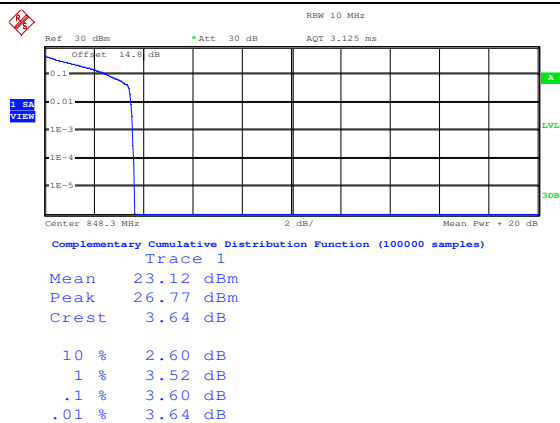 RBW 10 MHz
Ref 30 dBm *Att 30 dB AQT 3.125 ms
Offset 14.8 dB
0.1
A
0.01
1 SA
VIEW
1E-3
LVL
1E-4
1E-5
3DB
Center 848.3 MHz 2 dB/ Mean Pwr + 20 dB
Complementary Cumulative Distribution Function (100000 samples)
Trace 1
Mean 23.12 dBm
Peak 26.77 dBm
Crest 3.64 dB
10 % 2.60 dB
1 % 3.52 dB
.1 % 3.60 dB
.01 % 3.64 dB